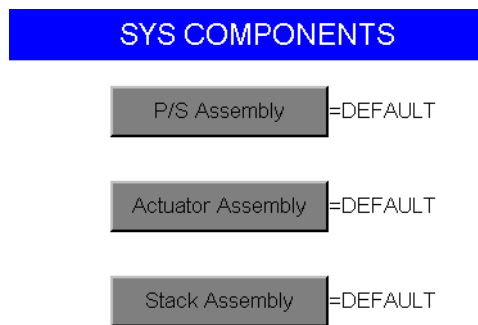 SYS COMPONENTS
P/S Assembly =DEFAULT
Actuator Assembly =DEFAULT
Stack Assembly =DEFAULT